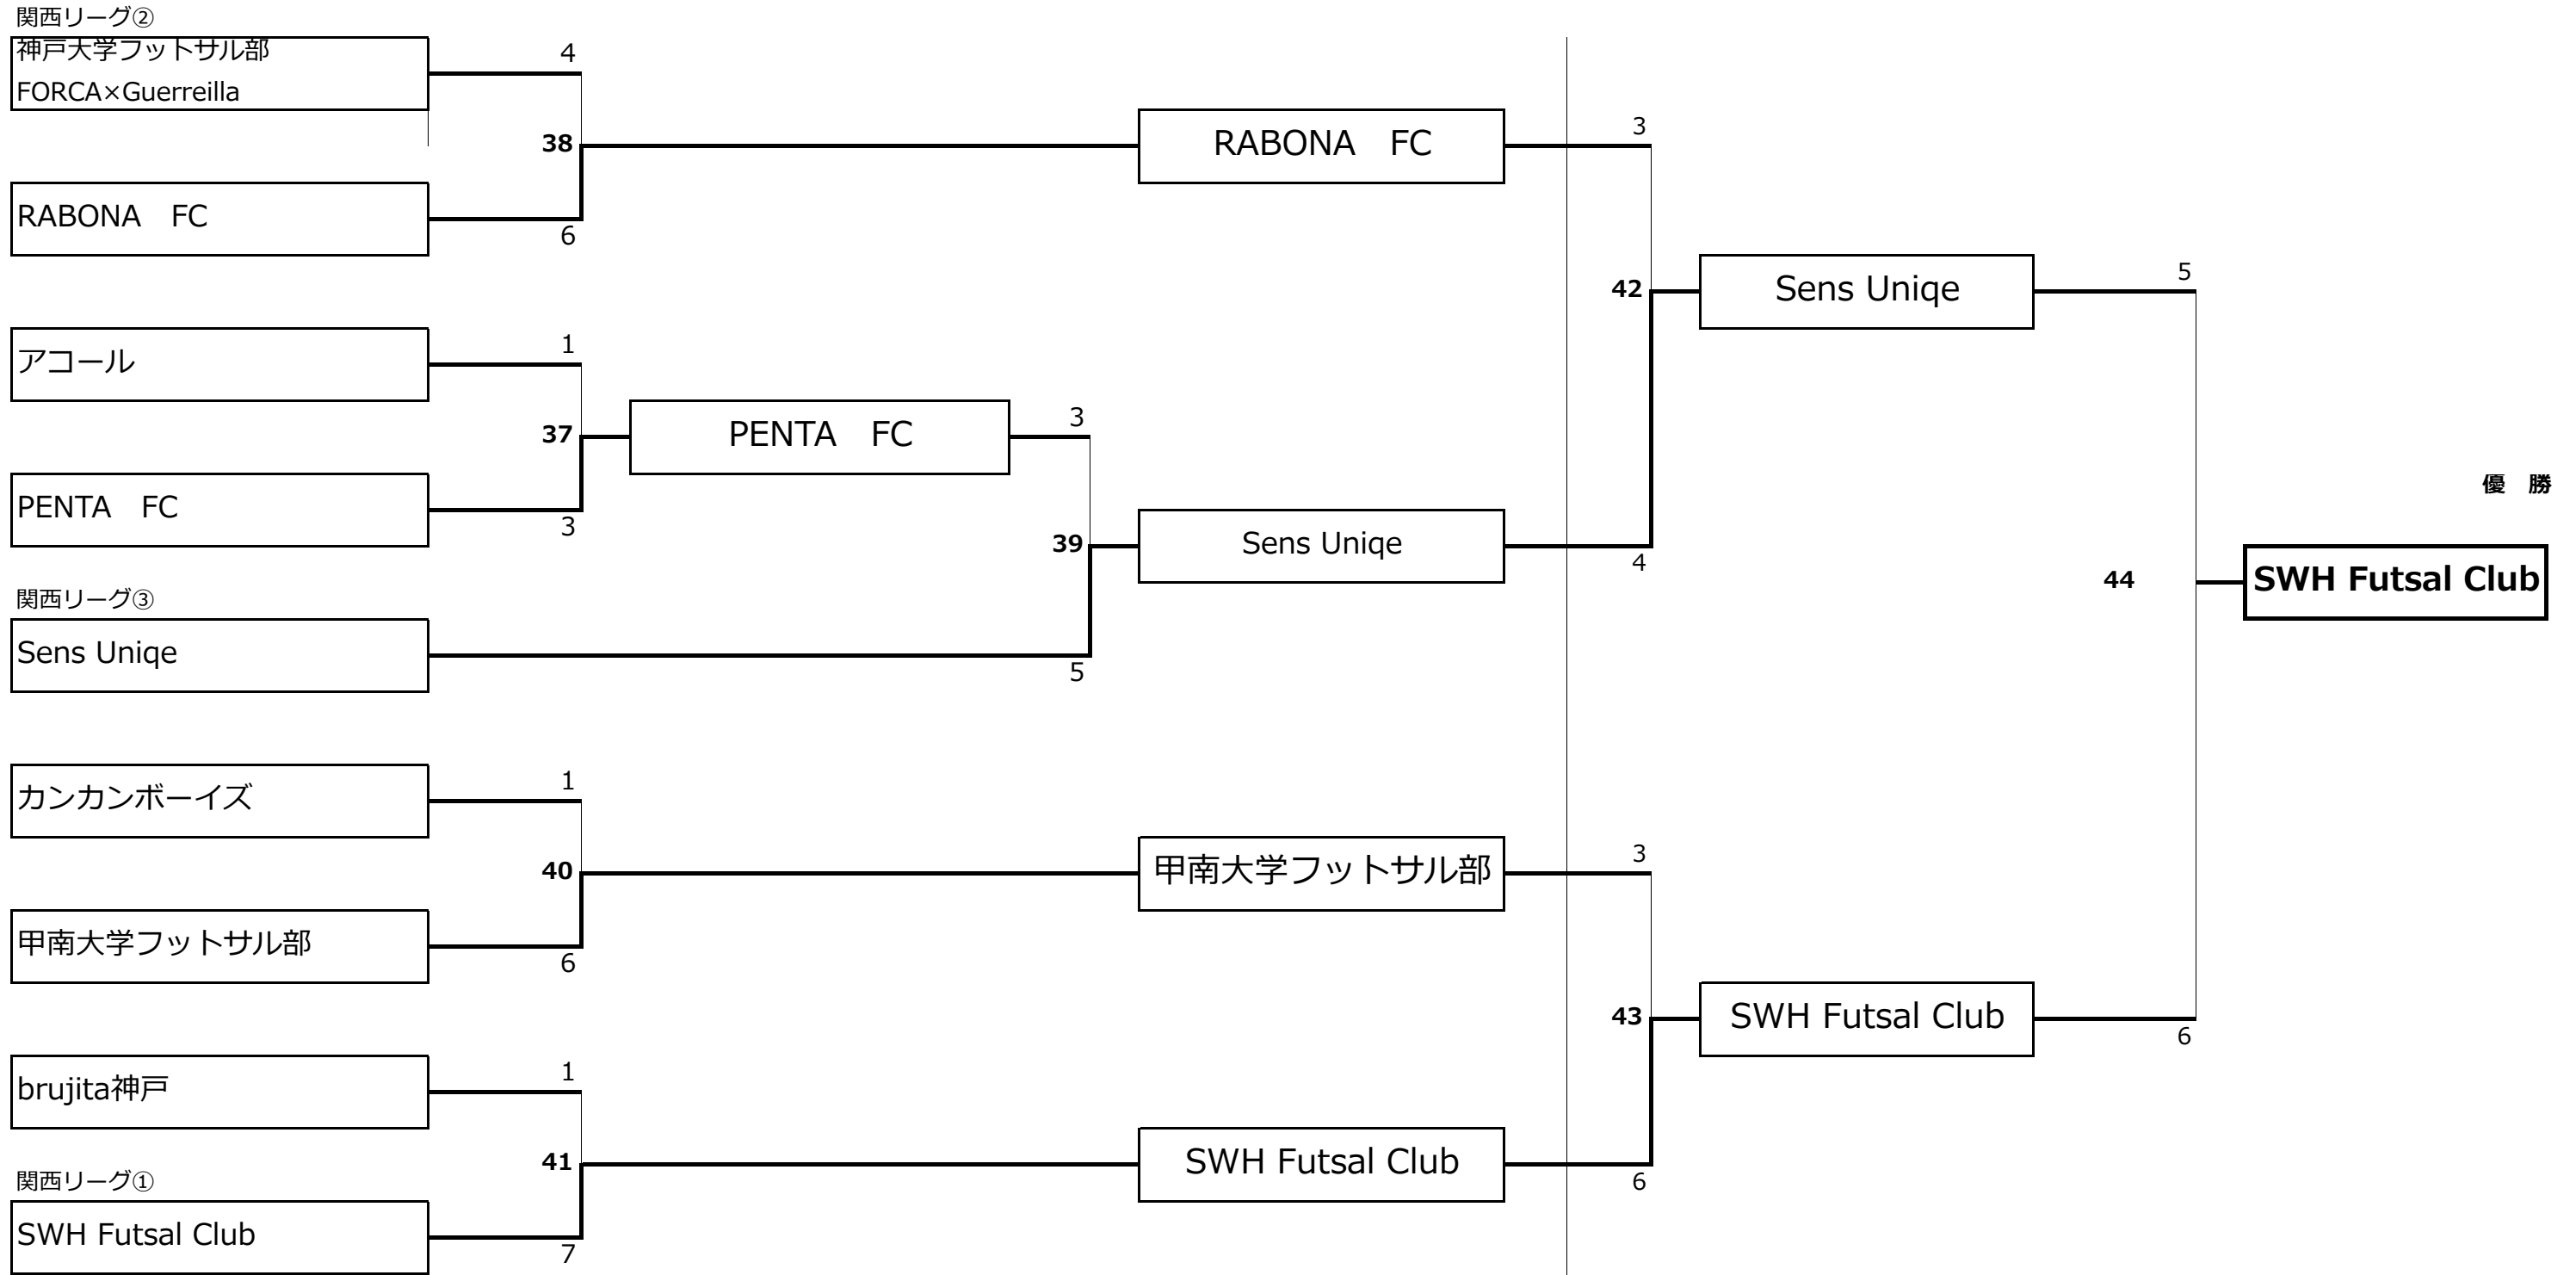 関西リーグ②
神戸大学フットサル部
FORCA×Guerreilla
4
38
RABONA　FC
3
RABONA　FC
6
42
Sens Uniqe
5
アコール
1
37
PENTA　FC
3
PENTA　FC
3
優　勝
39
Sens Uniqe
4
44
SWH Futsal Club
関西リーグ③
Sens Uniqe
5
カンカンボーイズ
1
40
甲南大学フットサル部
3
甲南大学フットサル部
6
43
SWH Futsal Club
6
brujita神戸
1
41
SWH Futsal Club
6
関西リーグ①
SWH Futsal Club
7